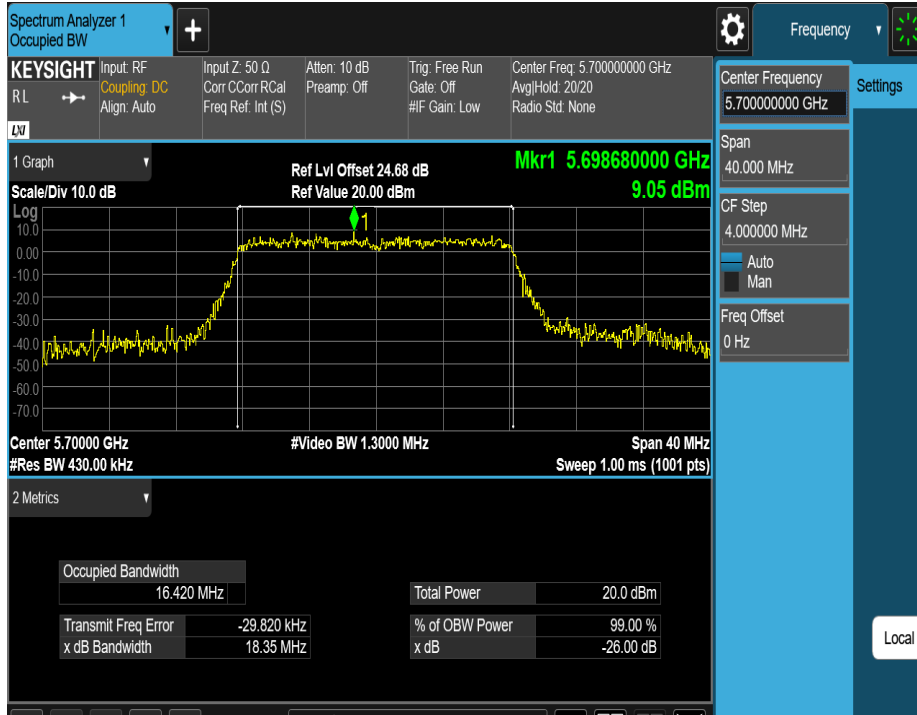 Spectrum Analyzer 1
Occupied BW
+
Frequency
KEYSIGHT
R L
LXI
Input: RF
Coupling: DC
Align: Auto
Input Z: 50 Ω
Corr CCorr RCal
Freq Ref: Int (S)
Atten: 10 dB
Preamp: Off
Trig: Free Run
Gate: Off
#IF Gain: Low
Center Freq: 5.700000000 GHz
Avg|Hold: 20/20
Radio Std: None
Center Frequency
5.700000000 GHz
Settings
Span
40.000 MHz
CF Step
4.000000 MHz
Auto
Man
Freq Offset
0 Hz
Local
1 Graph
Scale/Div 10.0 dB
Ref Lvl Offset 24.68 dB
Ref Value 20.00 dBm
Mkr1 5.698680000 GHz
9.05 dBm
Log
1
10.0
0.00
-10.0
-20.0
-30.0
-40.0
-50.0
-60.0
-70.0
Center 5.70000 GHz
#Video BW 1.3000 MHz
Span 40 MHz
#Res BW 430.00 kHz
Sweep 1.00 ms (1001 pts)
2 Metrics
Occupied Bandwidth
16.420 MHz
Total Power 20.0 dBm
Transmit Freq Error -29.820 kHz
% of OBW Power 99.00 %
x dB Bandwidth 18.35 MHz
x dB -26.00 dB